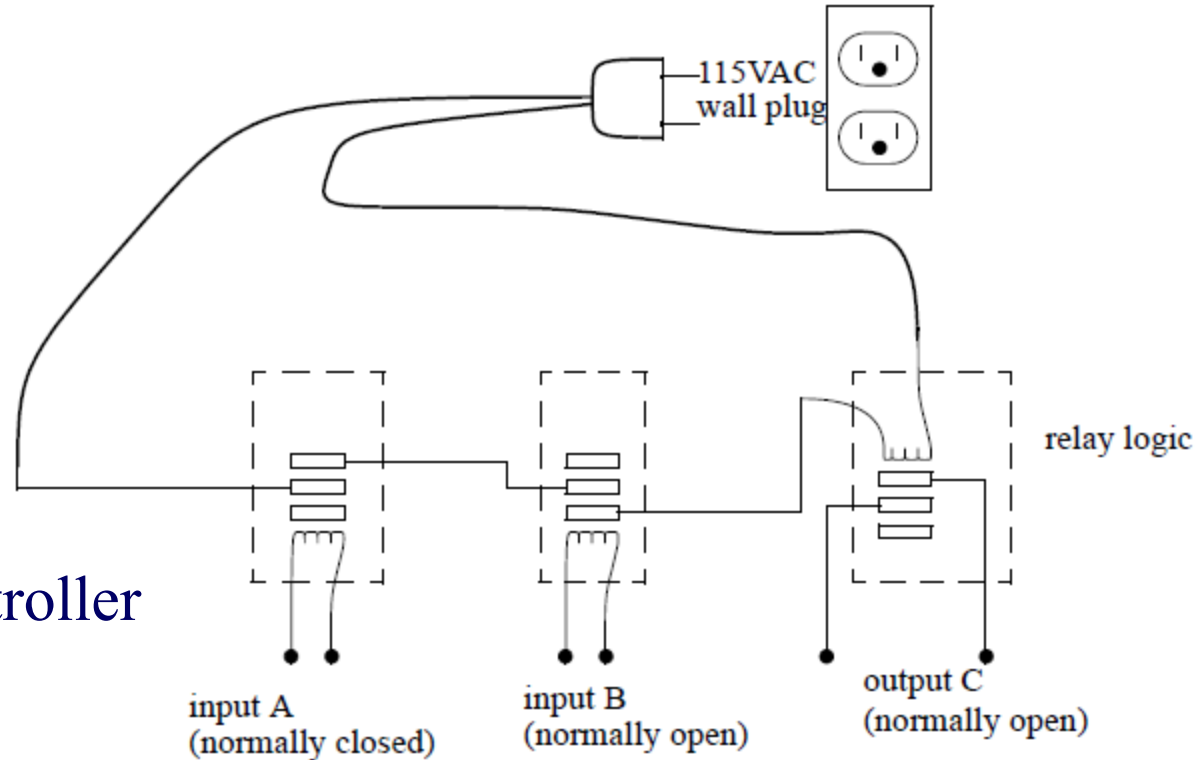 115VAC
wall plug
relay logic
troller
input A
(normally closed)
input B
(normally open)
output C
(normally open)